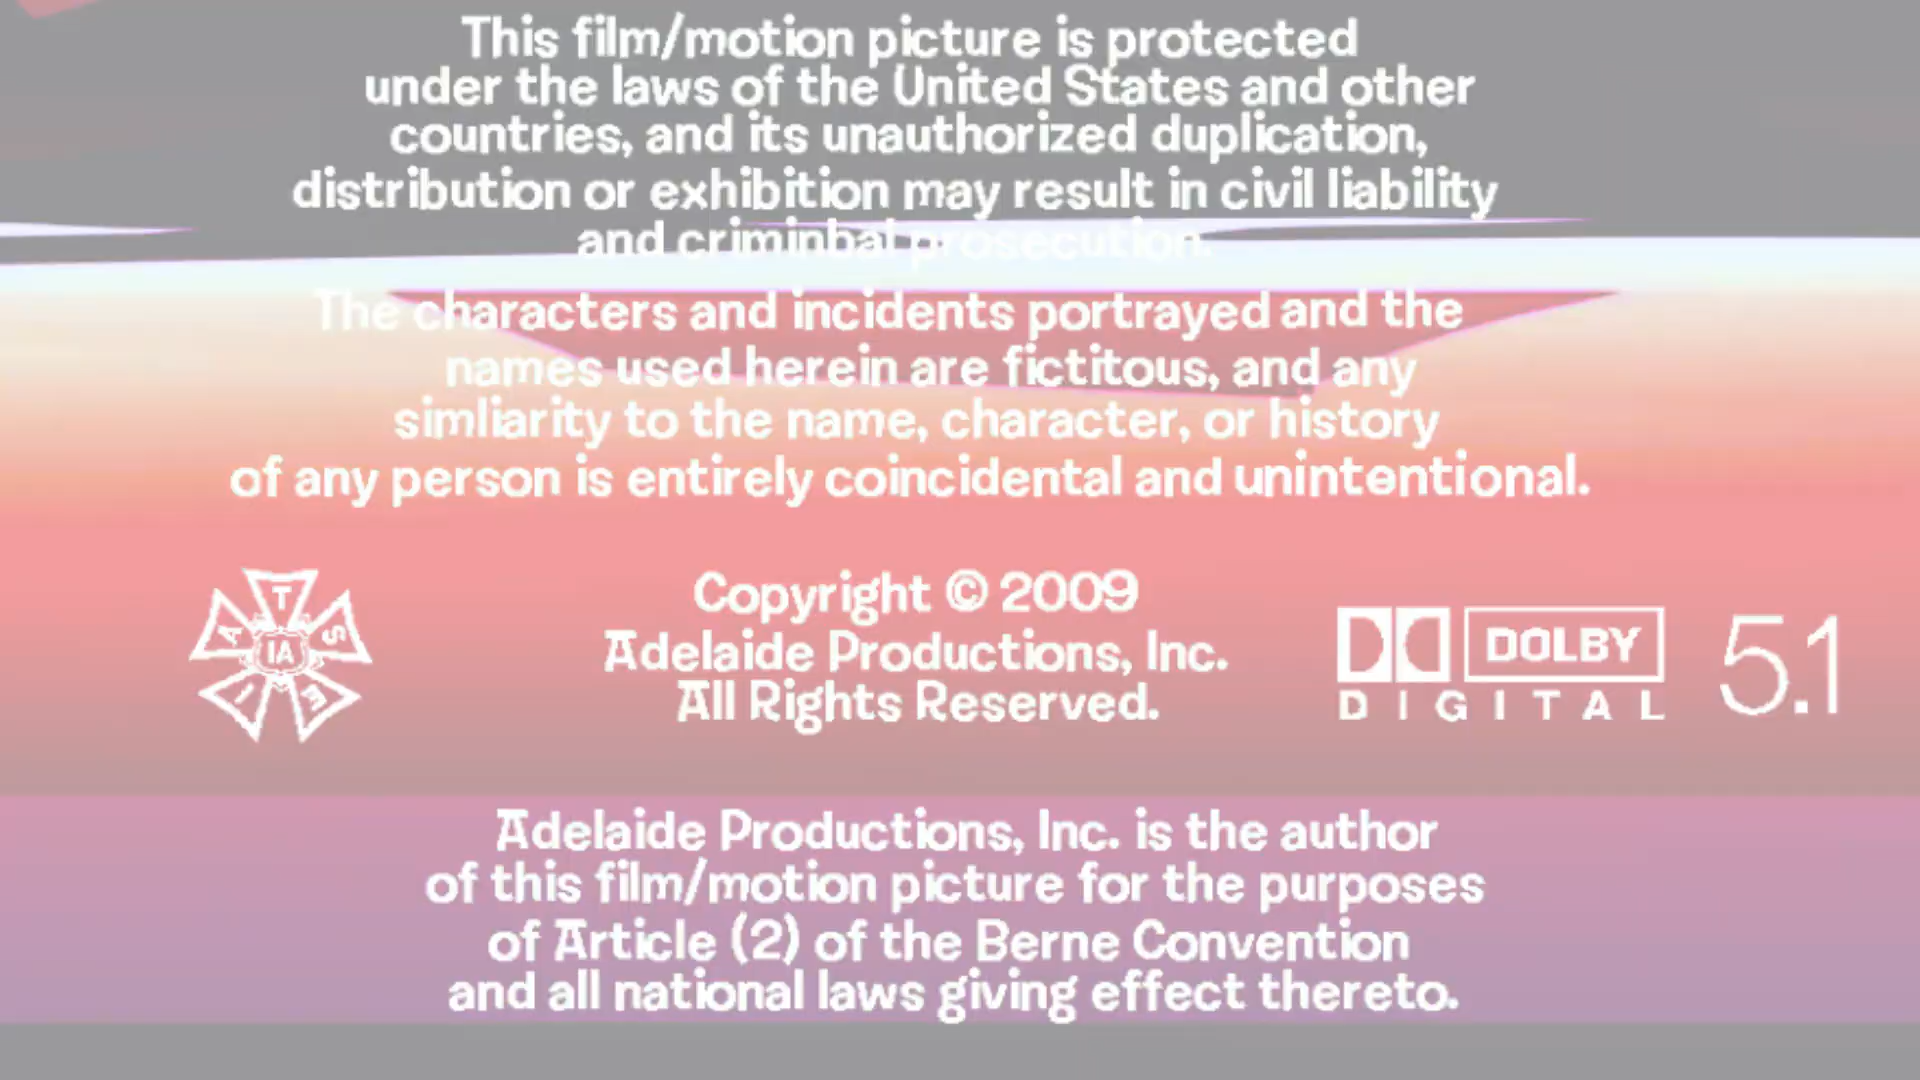 This film/motion picture is protected
under the laws of the United States and other
countries, and its unauthorized duplication,
distribution or exhibition may result in civil liability
and criminbal prosecution.
The characters and incidents portrayed and the
names used herein are fictitous, and any
simliarity to the name, character, or history
of any person is entirely coincidental and unintentional.
I A T S E
IA
Copyright © 2009
Adelaide Productions, Inc.
All Rights Reserved.
DOLBY
DIGITAL
5.1
Adelaide Productions, Inc. is the author
of this film/motion picture for the purposes
of Article (2) of the Berne Convention
and all national laws giving effect thereto.